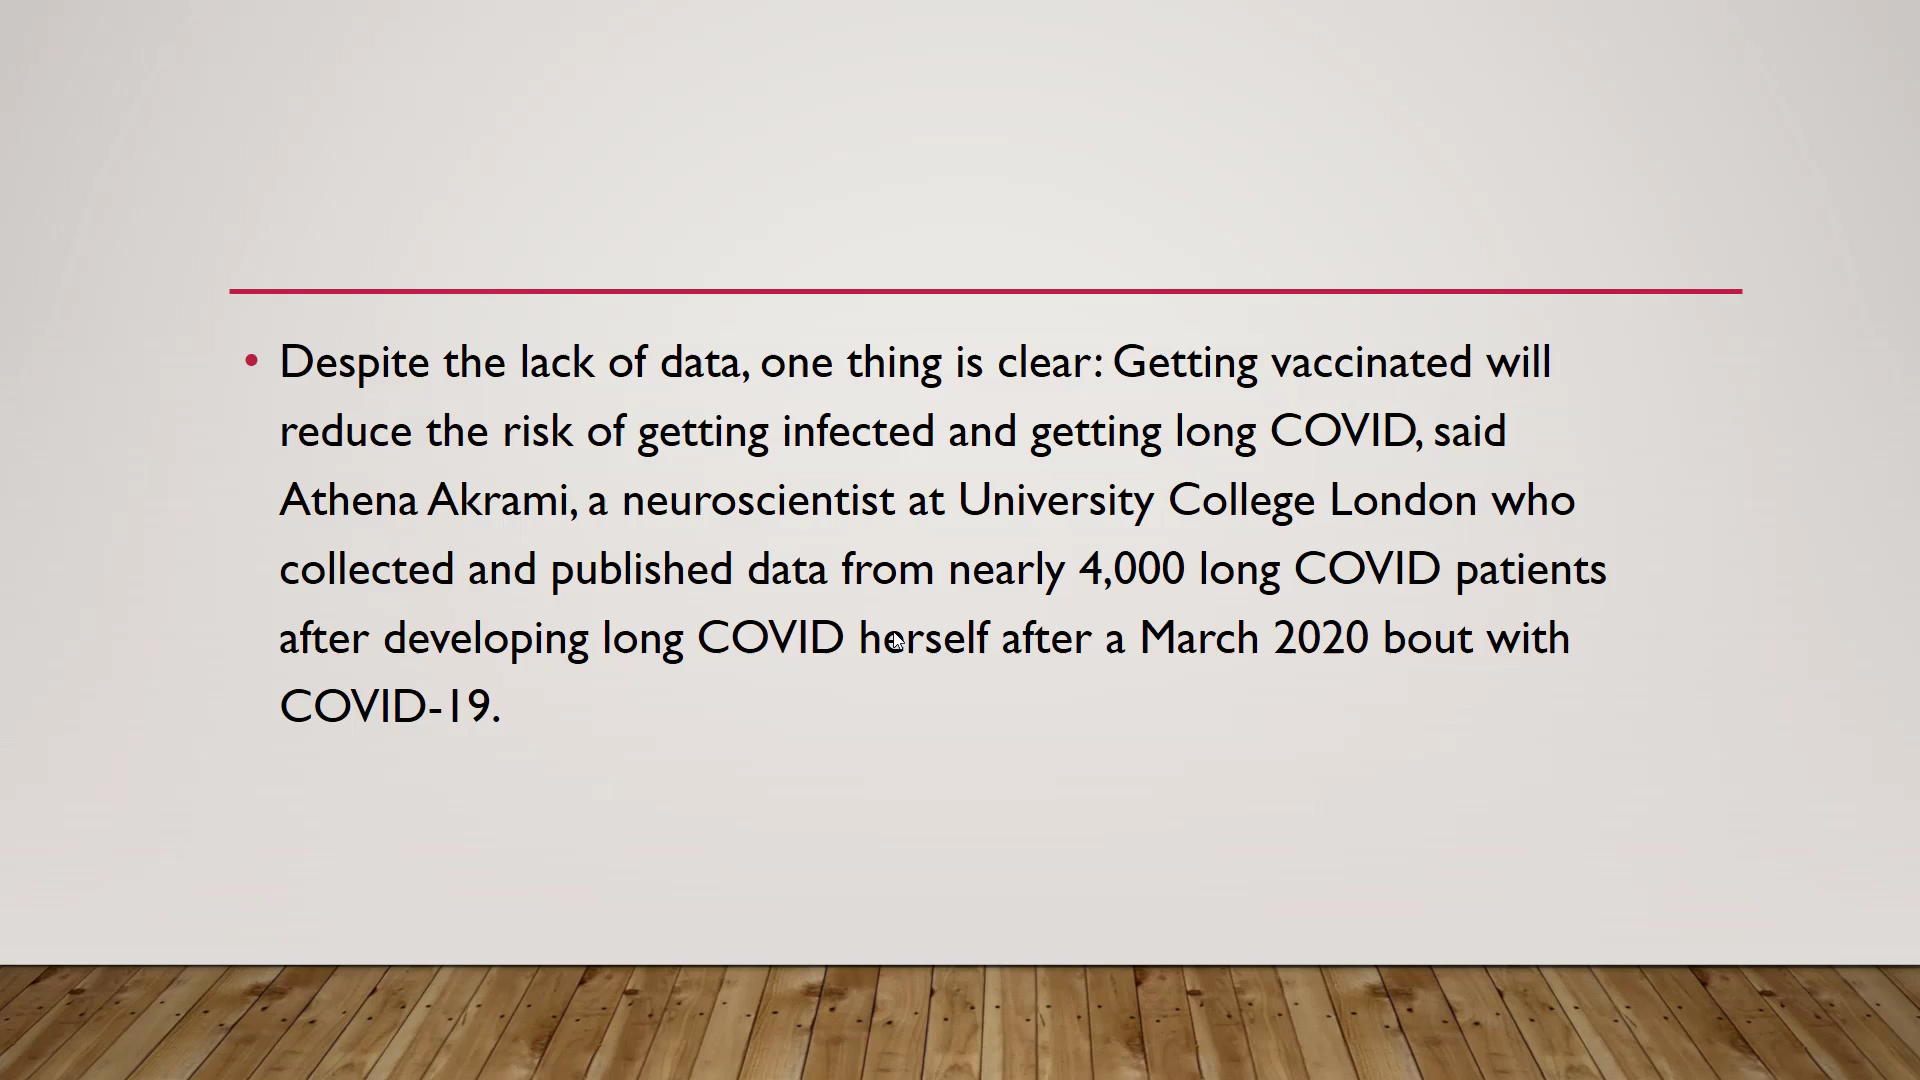 • Despite the lack of data, one thing is clear: Getting vaccinated will
reduce the risk of getting infected and getting long COVID, said
Athena Akrami, a neuroscientist at University College London who
collected and published data from nearly 4,000 long COVID patients
after developing long COVID herself after a March 2020 bout with
COVID-19.